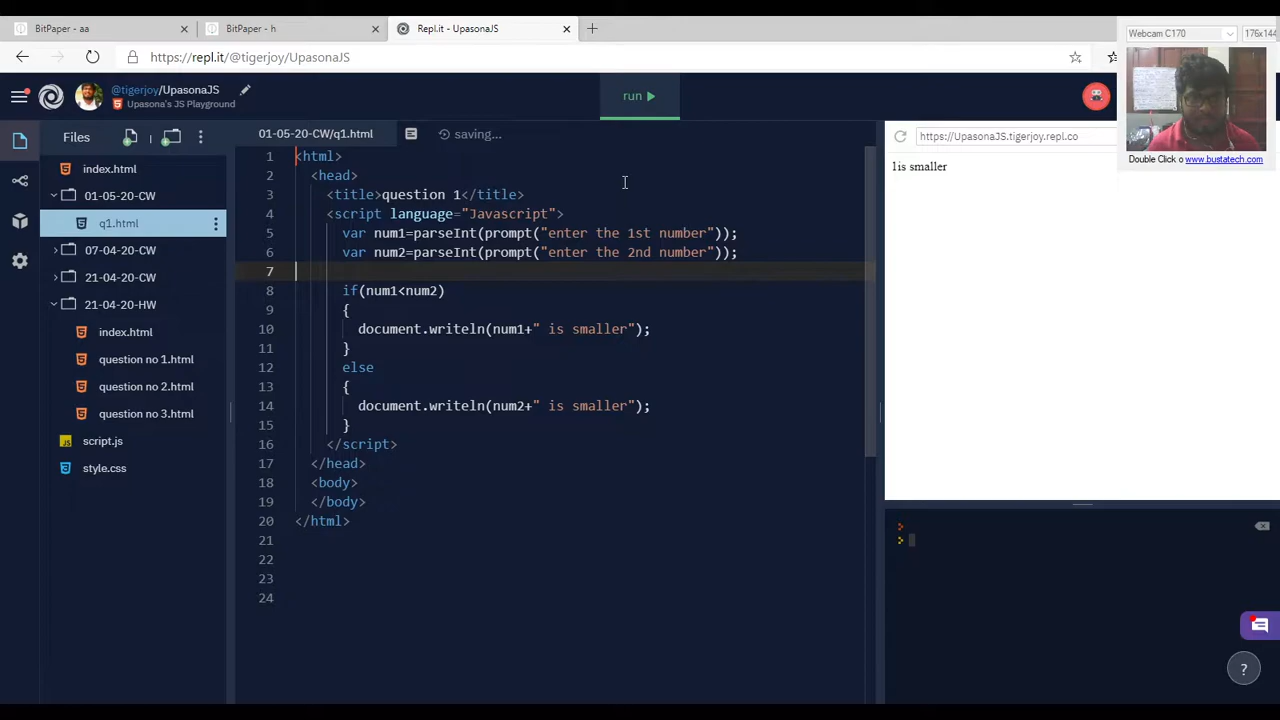 BitPaper - aa
BitPaper - h
Repl.it - UpasonaJS
https://repl.it/@tigerjoy/UpasonaJS
Webcam C170
176x144
@tigerjoy/UpasonaJS
Upasona's JS Playground
run
Files
01-05-20-CW/q1.html
saving...
https://UpasonaJS.tigerjoy.repl.co
Double Click o www.bustatech.com
index.html
01-05-20-CW
q1.html
07-04-20-CW
21-04-20-CW
21-04-20-HW
index.html
question no 1.html
question no 2.html
question no 3.html
script.js
style.css
1 <html>
2 <head>
3 <title>question 1</title>
4 <script language="Javascript">
5 var num1=parseInt(prompt("enter the 1st number"));
6 var num2=parseInt(prompt("enter the 2nd number"));
7
8 if(num1<num2)
9 {
10 document.writeln(num1+" is smaller");
11 }
12 else
13 {
14 document.writeln(num2+" is smaller");
15 }
16 </script>
17 </head>
18 <body>
19 </body>
20 </html>
21
22
23
24
is smaller
?